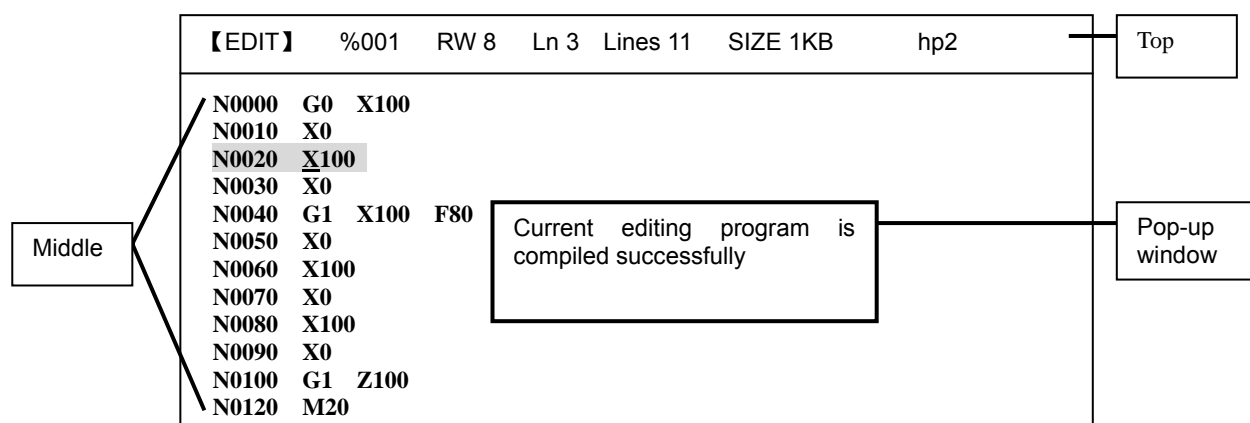 【EDIT】 %001 RW 8 Ln 3 Lines 11 SIZE 1KB hp2
Top
N0000 G0 X100
N0010 X0
N0020 X100
N0030 X0
N0040 G1 X100 F80
N0050 X0
N0060 X100
N0070 X0
N0080 X100
N0090 X0
N0100 G1 Z100
N0120 M20
Middle
Current editing program is
compiled successfully
Pop-up
window